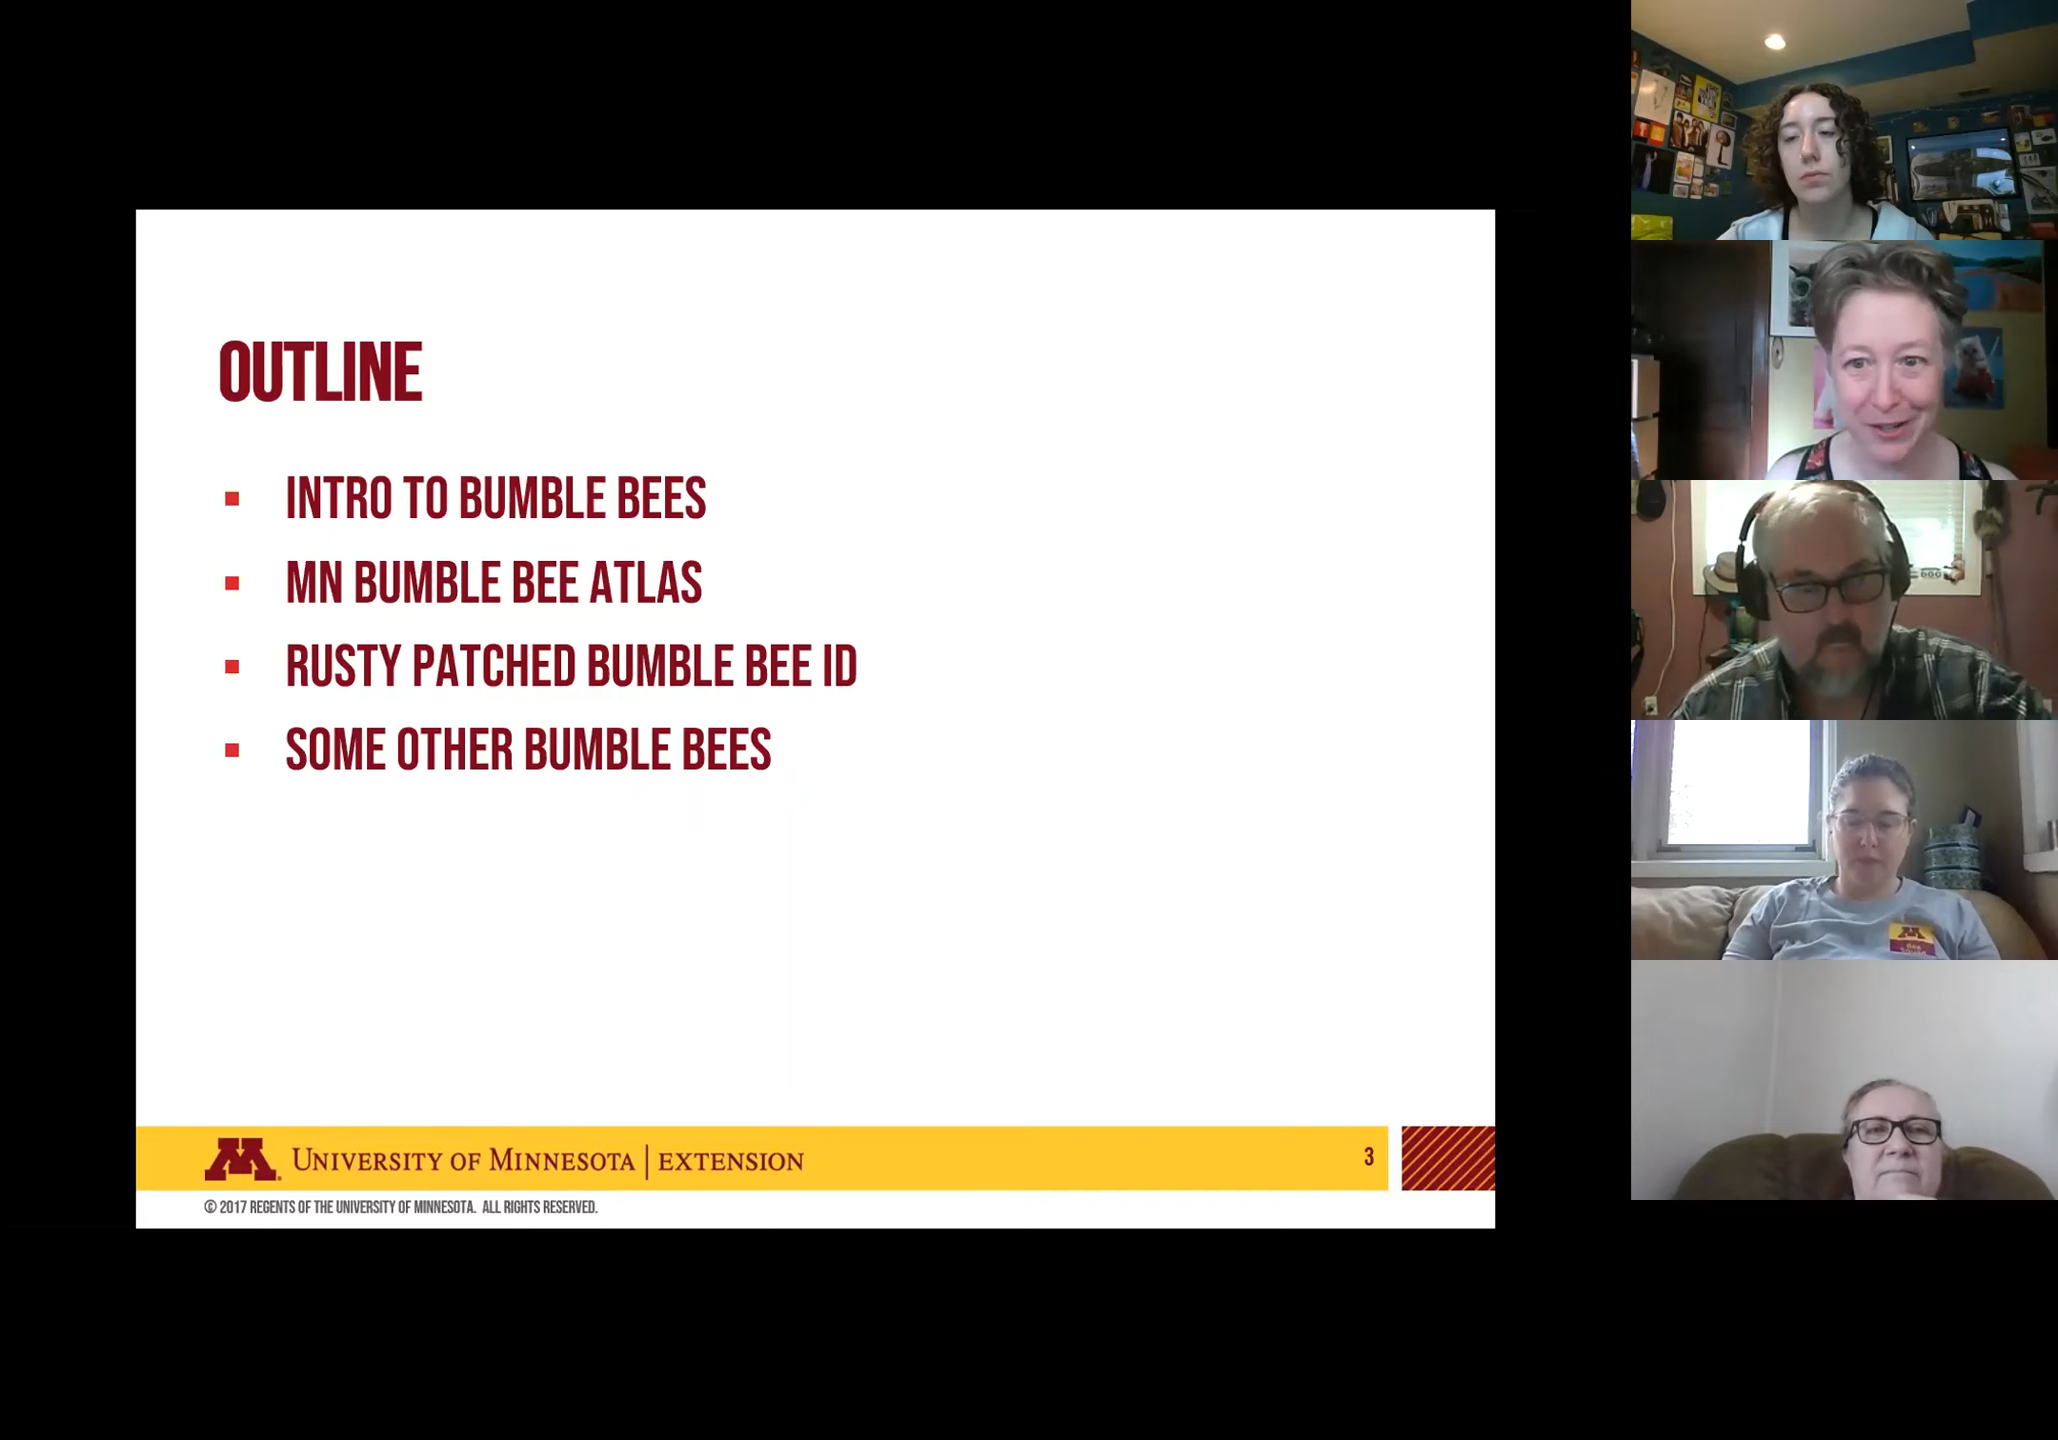 OUTLINE
INTRO TO BUMBLE BEES
MN BUMBLE BEE ATLAS
RUSTY PATCHED BUMBLE BEE ID
SOME OTHER BUMBLE BEES
M UNIVERSITY OF MINNESOTA | EXTENSION
3
© 2017 REGENTS OF THE UNIVERSITY OF MINNESOTA. ALL RIGHTS RESERVED.
M